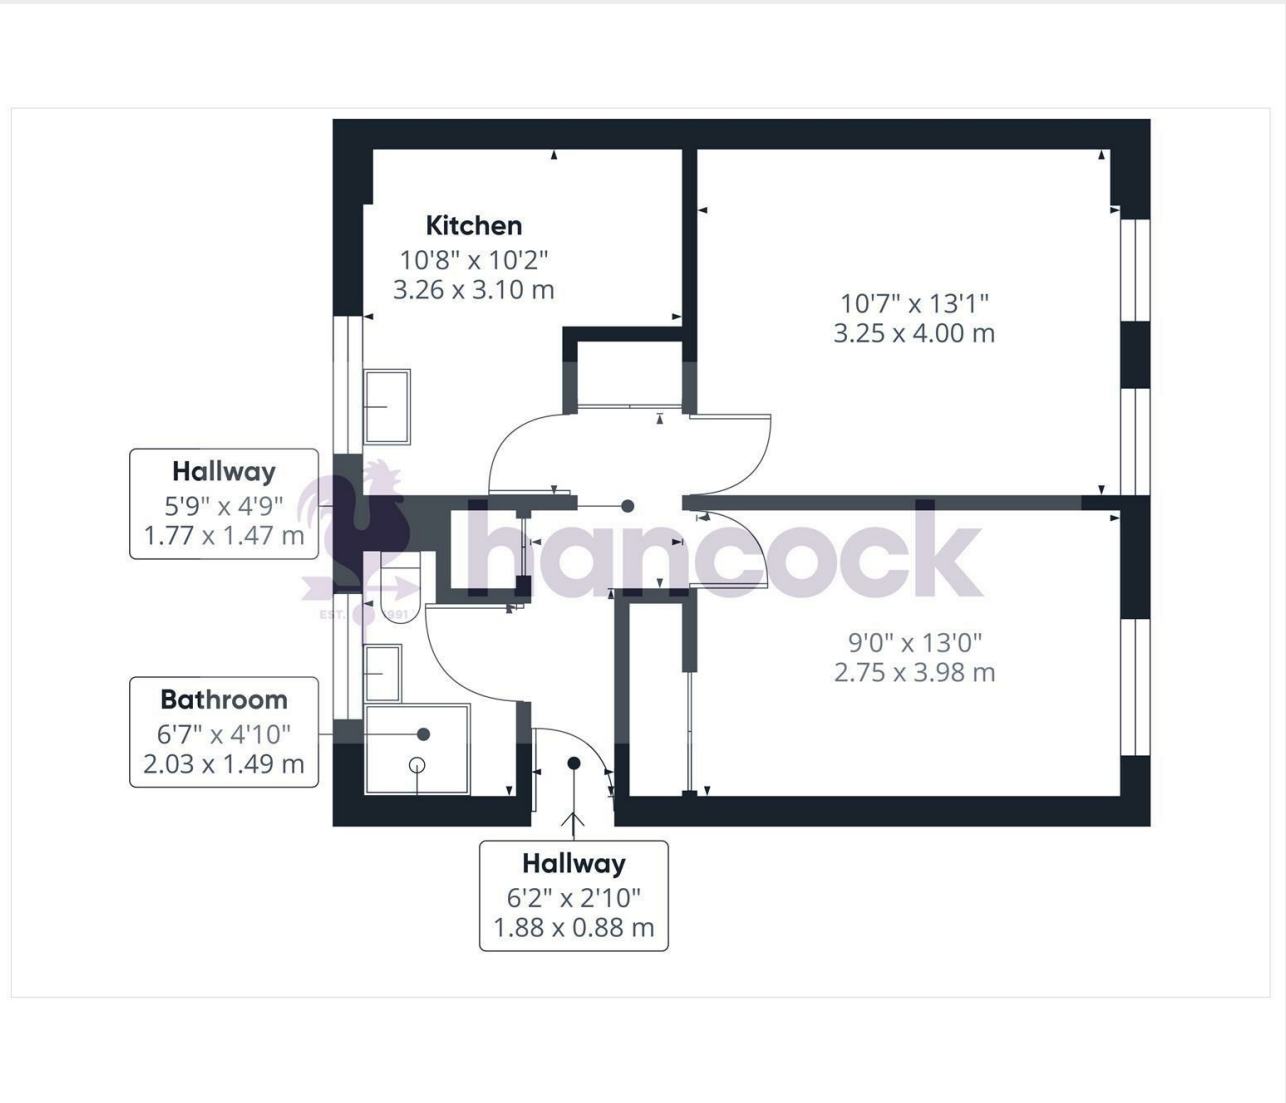 Kitchen
10'8" x 10'2"
3.26 x 3.10 m
10'7" x 13'1"
3.25 x 4.00 m
Hallway
5'9" x 4'9"
1.77 x 1.47 m
hancock
EST. 1991
9'0" x 13'0"
2.75 x 3.98 m
Bathroom
6'7" x 4'10"
2.03 x 1.49 m
Hallway
6'2" x 2'10"
1.88 x 0.88 m